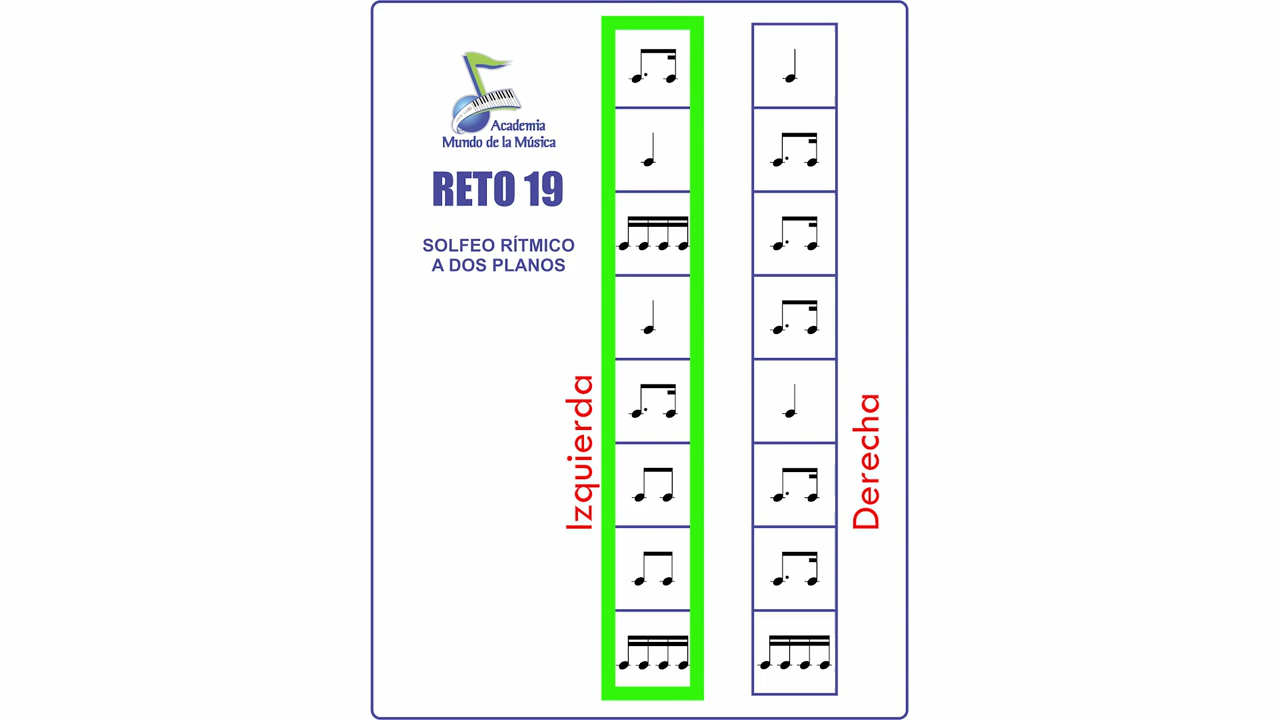 Academia
Mundo de la Música
RETO 19
SOLFEO RÍTMICO
A DOS PLANOS
Izquierda
Derecha